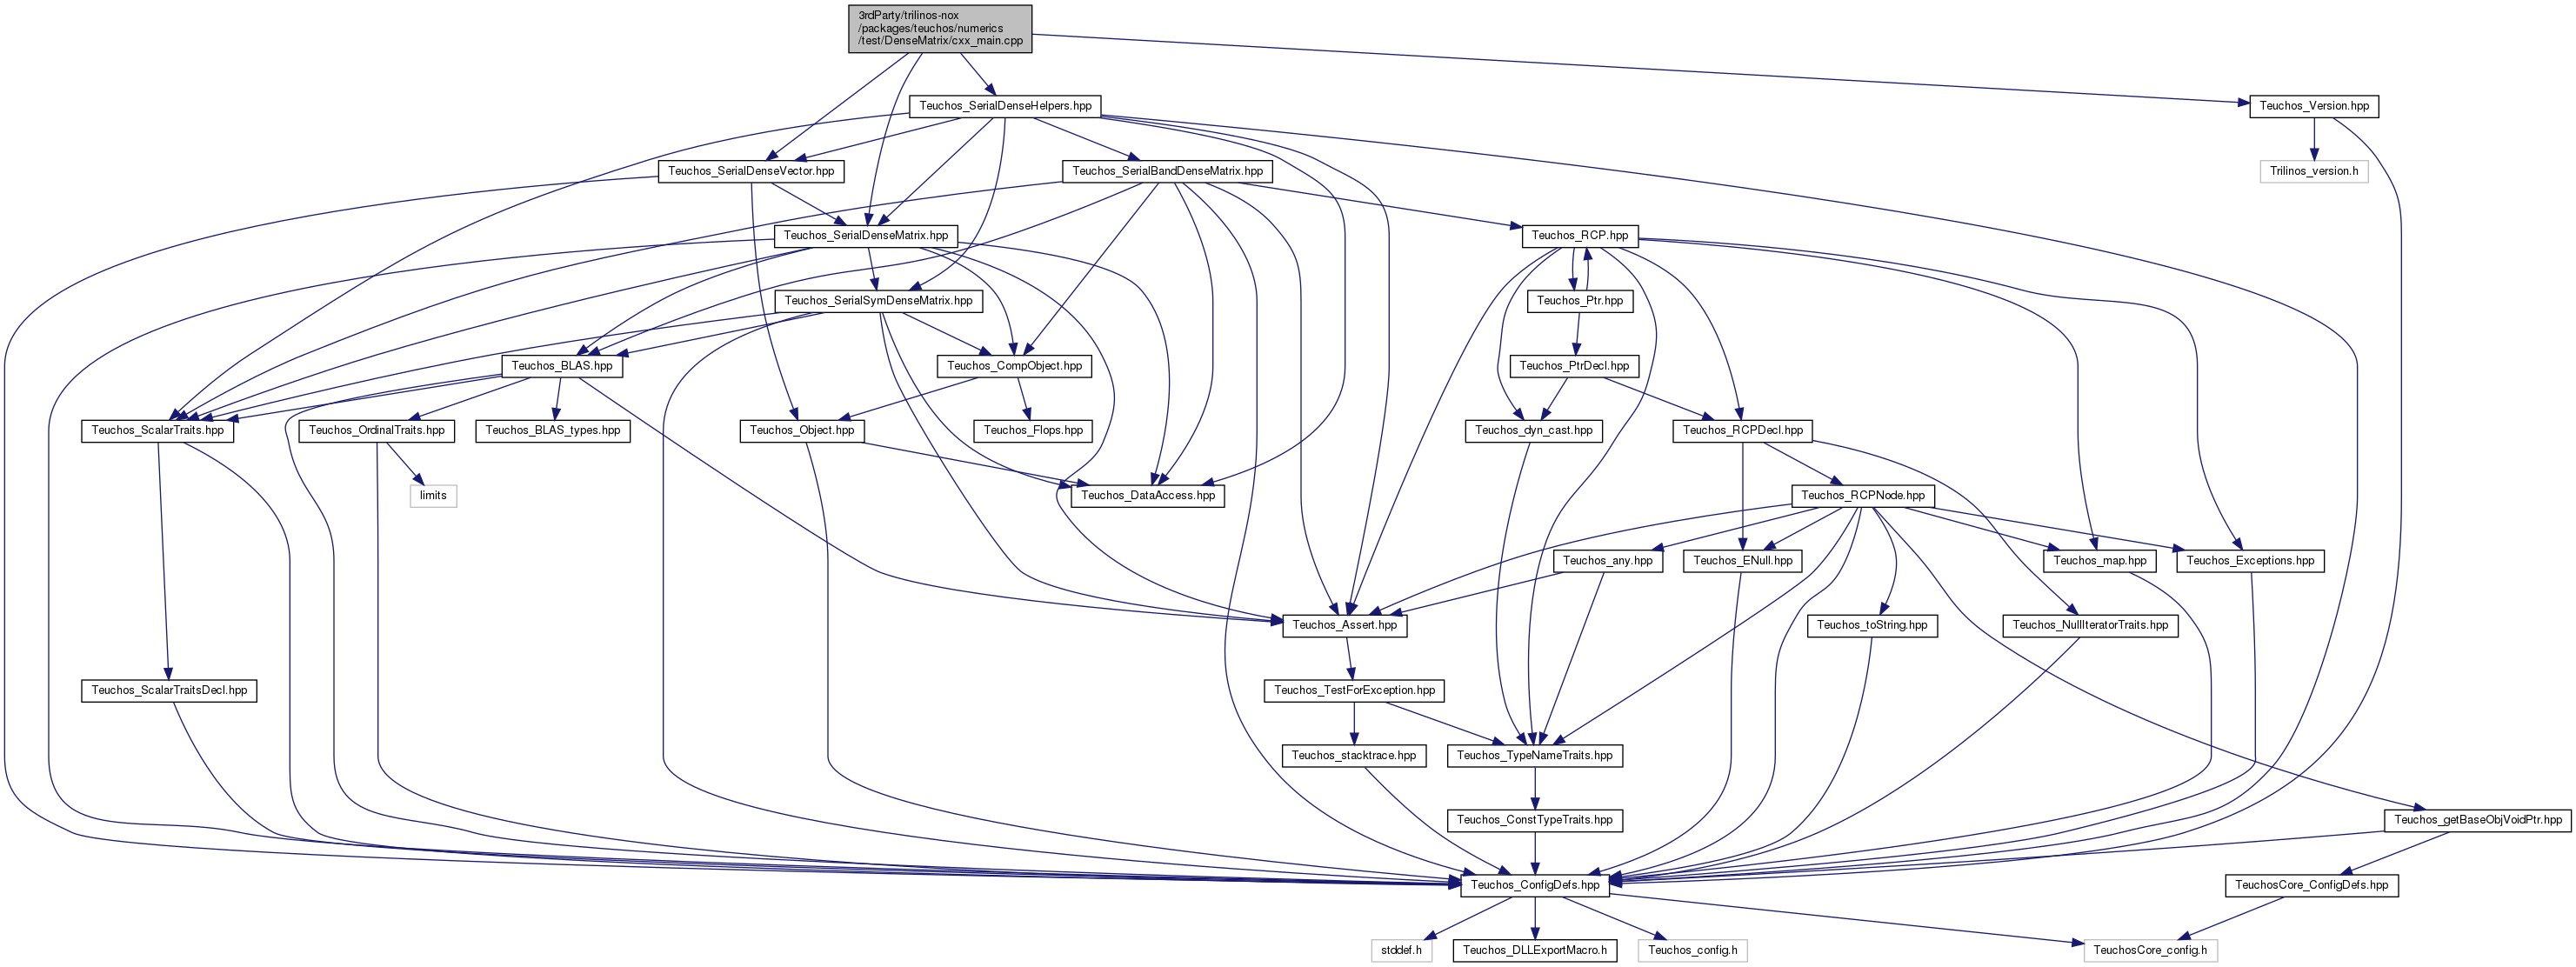 3rdParty/trilinos-nox
/packages/teuchos/numerics
/test/DenseMatrix/cxx_main.cpp
Teuchos_SerialDenseHelpers.hpp
Teuchos_Version.hpp
Teuchos_SerialDenseVector.hpp
Teuchos_SerialBandDenseMatrix.hpp
Trilinos_version.h
Teuchos_SerialDenseMatrix.hpp
Teuchos_RCP.hpp
Teuchos_SerialSymDenseMatrix.hpp
Teuchos_Ptr.hpp
Teuchos_BLAS.hpp
Teuchos_CompObject.hpp
Teuchos_PtrDecl.hpp
Teuchos_ScalarTraits.hpp
Teuchos_OrdinalTraits.hpp
Teuchos_BLAS_types.hpp
Teuchos_Object.hpp
Teuchos_Flops.hpp
Teuchos_dyn_cast.hpp
Teuchos_RCPDecl.hpp
limits
Teuchos_DataAccess.hpp
Teuchos_RCPNode.hpp
Teuchos_any.hpp
Teuchos_ENull.hpp
Teuchos_map.hpp
Teuchos_Exceptions.hpp
Teuchos_Assert.hpp
Teuchos_toString.hpp
Teuchos_NullIteratorTraits.hpp
Teuchos_ScalarTraitsDecl.hpp
Teuchos_TestForException.hpp
Teuchos_stacktrace.hpp
Teuchos_TypeNameTraits.hpp
Teuchos_ConstTypeTraits.hpp
Teuchos_getBaseObjVoidPtr.hpp
Teuchos_ConfigDefs.hpp
TeuchosCore_ConfigDefs.hpp
stddef.h
Teuchos_DLLExportMacro.h
Teuchos_config.h
TeuchosCore_config.h